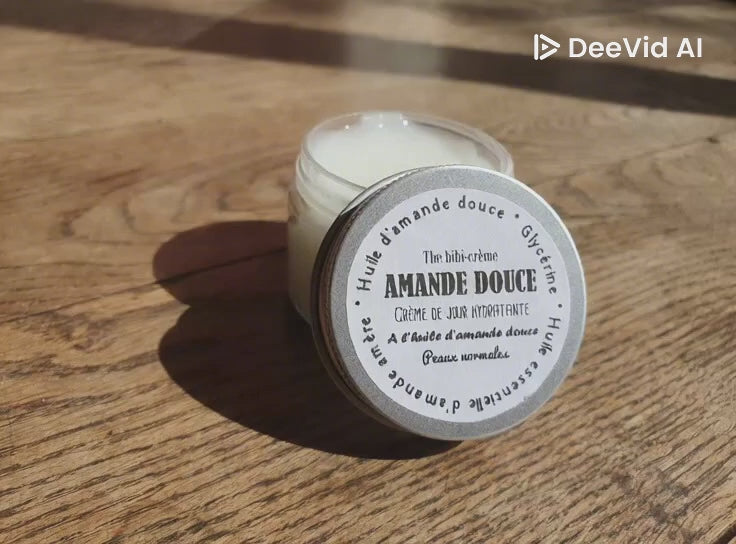 DeeVid AI
Huile d'amande douce • Glycérine • Huile essentielle d'amande amère •
The bibi-crème
AMANDE DOUCE
CRÈME DE JOUR HYDRATANTE
A l'huile d'amande douce
Peaux normales